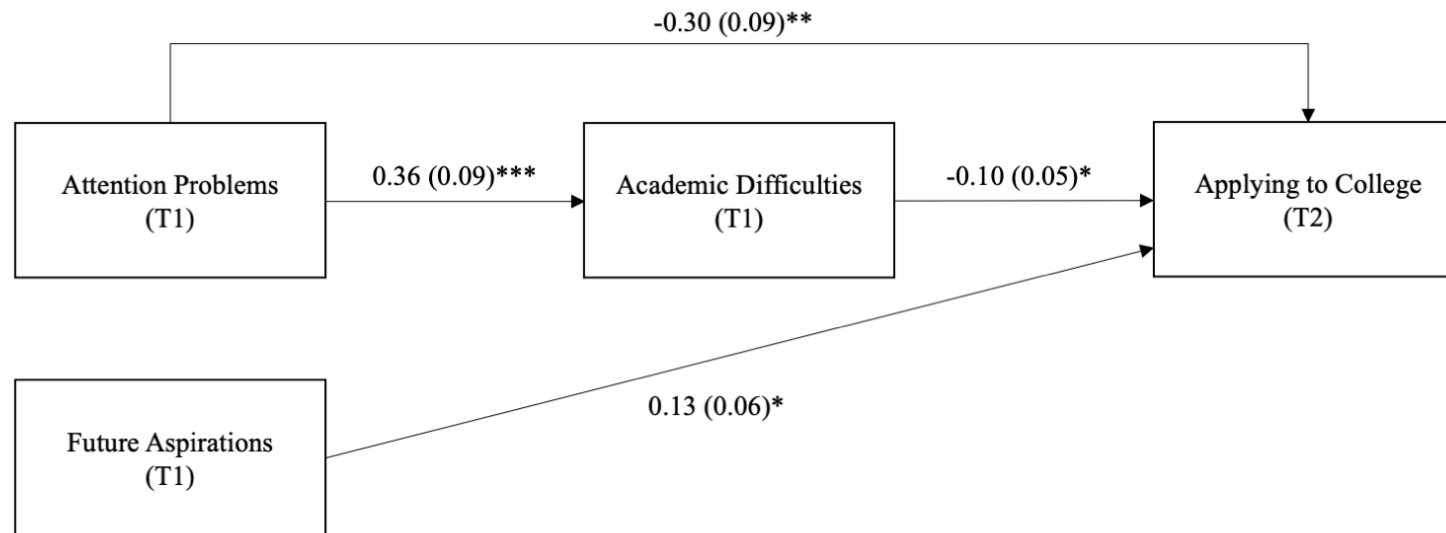 -0.30 (0.09)**
Attention Problems
(T1)
0.36 (0.09)***
Academic Difficulties
(T1)
-0.10 (0.05)*
Applying to College
(T2)
0.13 (0.06)*
Future Aspirations
(T1)